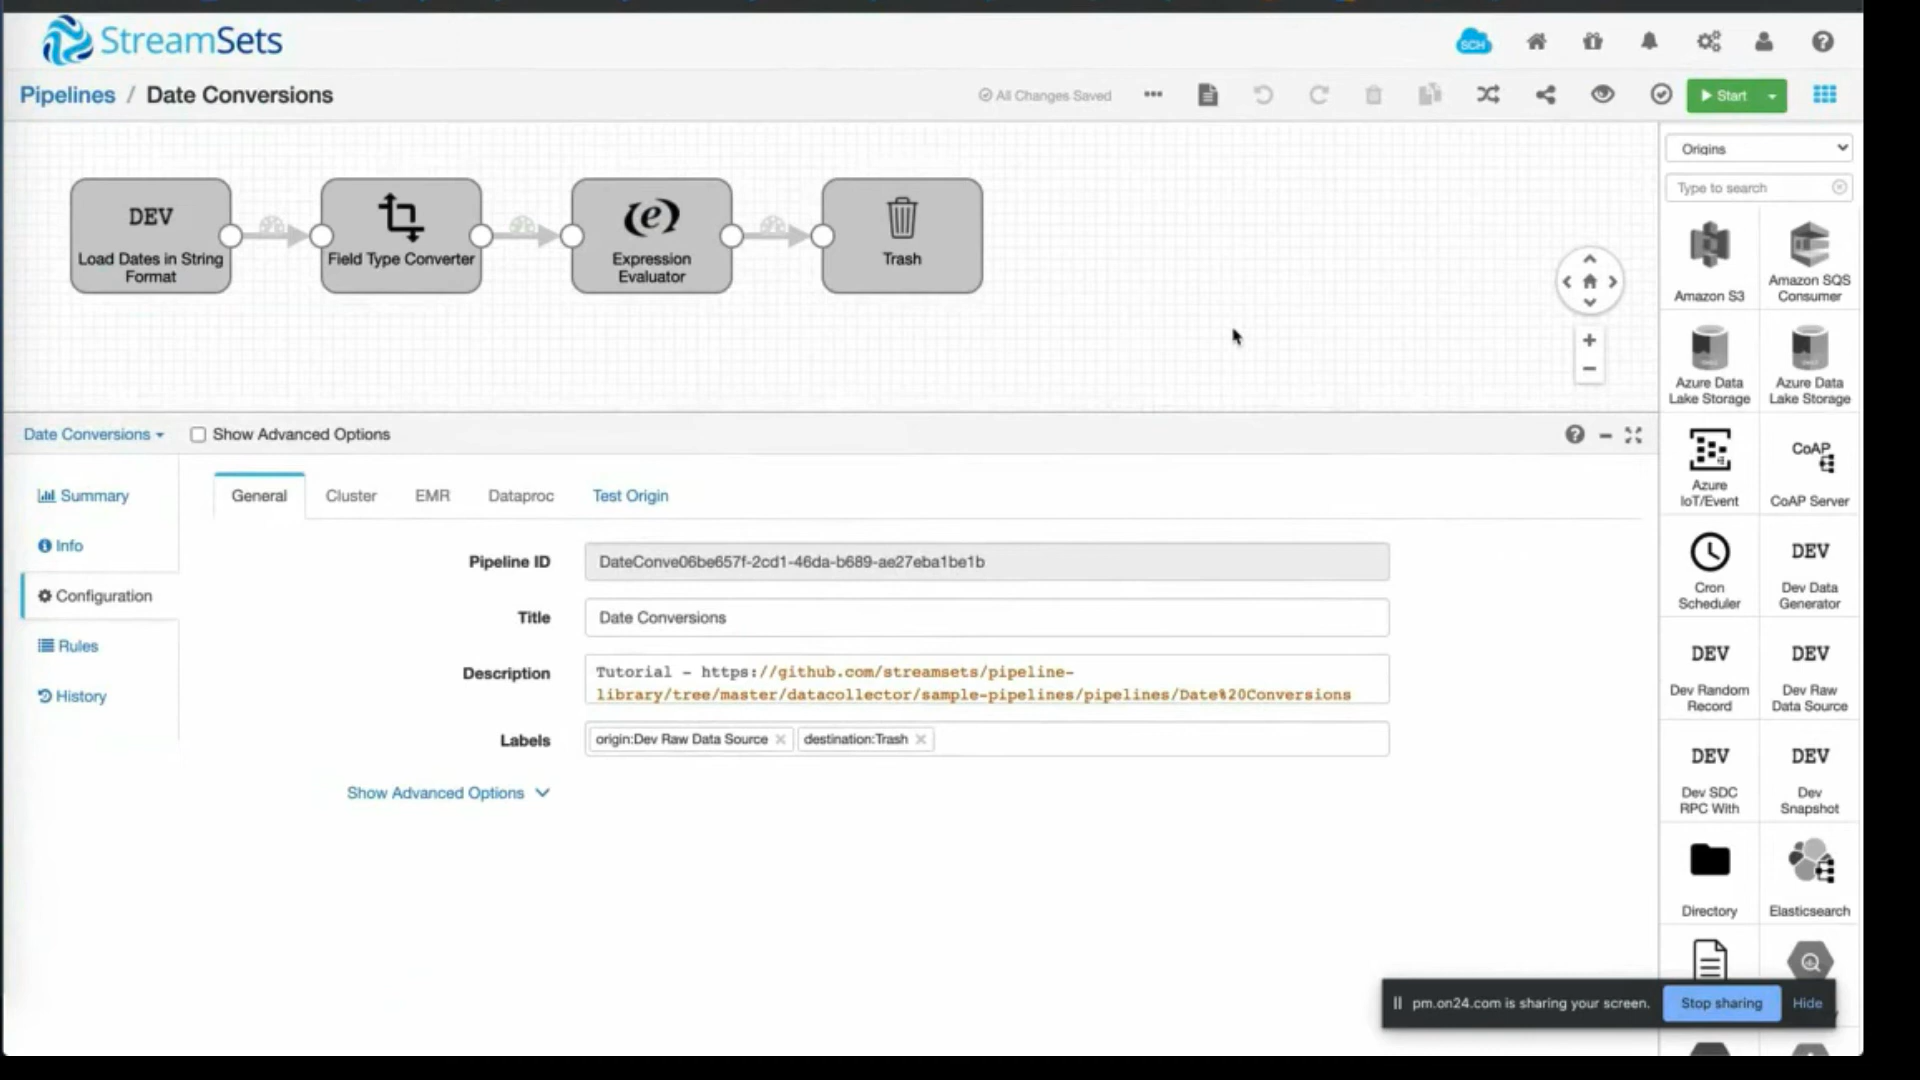 StreamSets
SCH
Pipelines / Date Conversions
All Changes Saved
Start
DEV
Load Dates in String
Format
Field Type Converter
Expression
Evaluator
Trash
Origins
Type to search
Amazon S3
Amazon SQS
Consumer
Azure Data
Lake Storage
Azure Data
Lake Storage
Azure
IoT/Event
CoAP
CoAP Server
Cron
Scheduler
DEV
Dev Data
Generator
DEV
Dev Random
Record
DEV
Dev Raw
Data Source
DEV
Dev SDC
RPC With
DEV
Dev
Snapshot
Directory
Elasticsearch
Date Conversions
Show Advanced Options
Summary
Info
Configuration
Rules
History
General
Cluster
EMR
Dataproc
Test Origin
Pipeline ID
DateConve06be657f-2cd1-46da-b689-ae27eba1be1b
Title
Date Conversions
Description
Tutorial - https://github.com/streamsets/pipeline-
library/tree/master/datacollector/sample-pipelines/pipelines/Date%20Conversions
Labels
origin:Dev Raw Data Source
destination:Trash
Show Advanced Options
pm.on24.com is sharing your screen.
Stop sharing
Hide